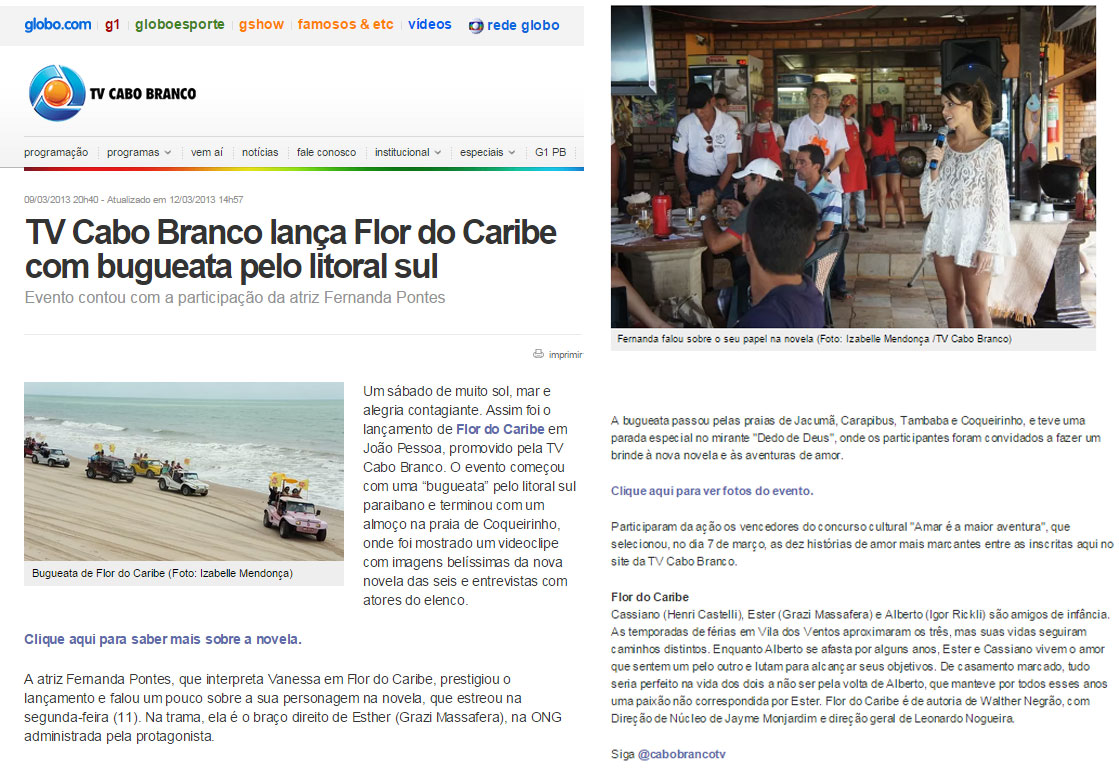 globo.com g1 globoesporte gshow famosos & etc vídeos rede globo
TV CABO BRANCO
programação programas vem aí notícias fale conosco institucional especiais G1 PB
09/03/2013 20h40 - Atualizado em 12/03/2013 14h57
TV Cabo Branco lança Flor do Caribe
com bugueata pelo litoral sul
Evento contou com a participação da atriz Fernanda Pontes
imprimir
Bugueata de Flor do Caribe (Foto: Izabelle Mendonça)
Um sábado de muito sol, mar e
alegria contagiante. Assim foi o
lançamento de Flor do Caribe em
João Pessoa, promovido pela TV
Cabo Branco. O evento começou
com uma “bugueata” pelo litoral sul
paraibano e terminou com um
almoço na praia de Coqueirinho,
onde foi mostrado um videoclipe
com imagens belíssimas da nova
novela das seis e entrevistas com
atores do elenco.
Clique aqui para saber mais sobre a novela.
A atriz Fernanda Pontes, que interpreta Vanessa em Flor do Caribe, prestigiou o
lançamento e falou um pouco sobre a sua personagem na novela, que estreou na
segunda-feira (11). Na trama, ela é o braço direito de Esther (Grazi Massafera), na ONG
administrada pela protagonista.
Fernanda falou sobre o seu papel na novela (Foto: Izabelle Mendonça /TV Cabo Branco)
A bugueata passou pelas praias de Jacumã, Carapibus, Tambaba e Coqueirinho, e teve uma
parada especial no mirante "Dedo de Deus", onde os participantes foram convidados a fazer um
brinde à nova novela e às aventuras de amor.
Clique aqui para ver fotos do evento.
Participaram da ação os vencedores do concurso cultural "Amar é a maior aventura", que
selecionou, no dia 7 de março, as dez histórias de amor mais marcantes entre as inscritas aqui no
site da TV Cabo Branco.
Flor do Caribe
Cassiano (Henri Castelli), Ester (Grazi Massafera) e Alberto (Igor Rickli) são amigos de infância.
As temporadas de férias em Vila dos Ventos aproximaram os três, mas suas vidas seguiram
caminhos distintos. Enquanto Alberto se afasta por alguns anos, Ester e Cassiano vivem o amor
que sentem um pelo outro e lutam para alcançar seus objetivos. De casamento marcado, tudo
seria perfeito na vida dos dois a não ser pela volta de Alberto, que manteve por todos esses anos
uma paixão não correspondida por Ester. Flor do Caribe é de autoria de Walther Negrão, com
Direção de Núcleo de Jayme Monjardim e direção geral de Leonardo Nogueira.
Siga @cabobrancotv